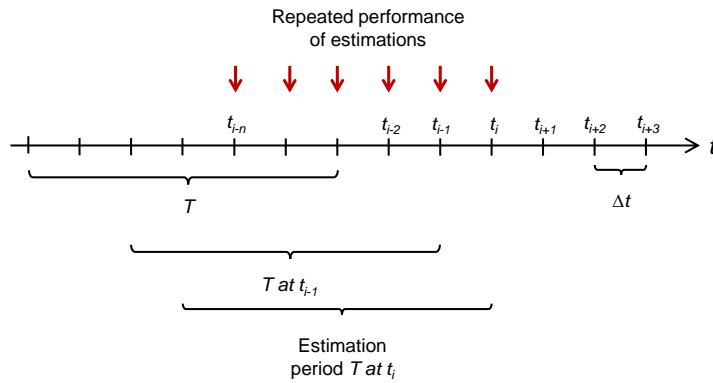 Repeated performance
of estimations
t_{i-n} t_{i-2} t_{i-1} t_i t_{i+1} t_{i+2} t_{i+3}
t
T
Δt
T at t_{i-1}
Estimation
period T at t_i